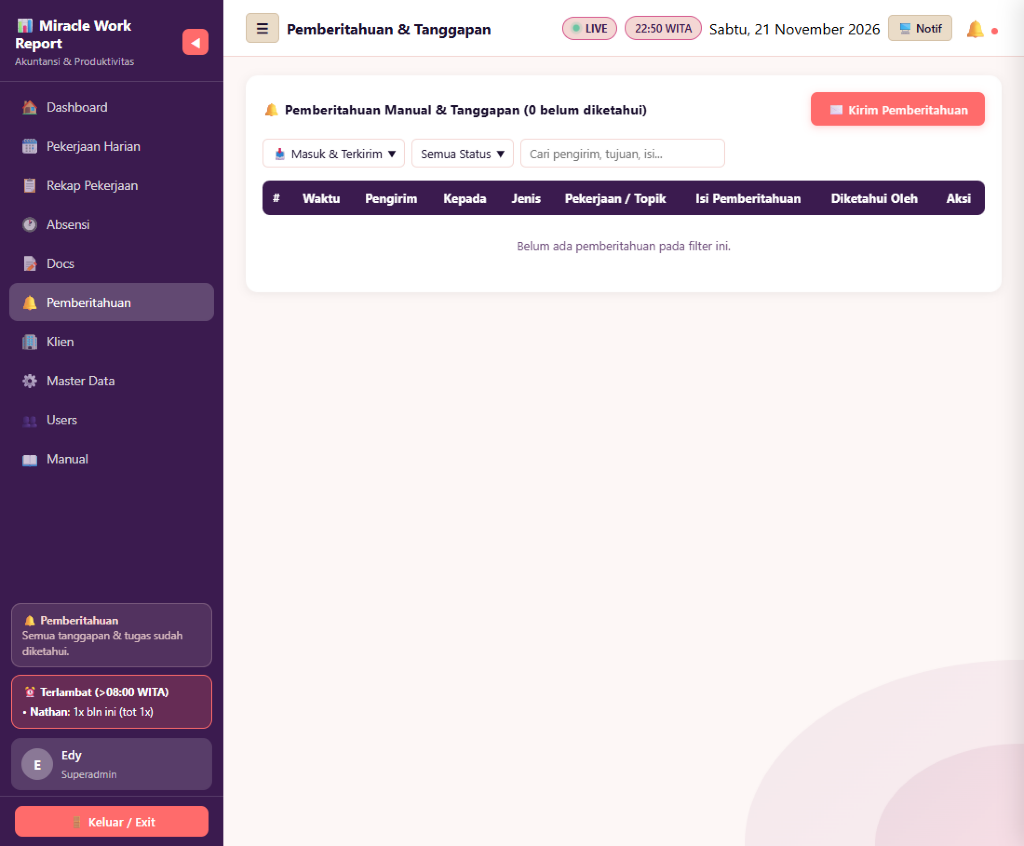 Miracle Work
Report
Akuntansi & Produktivitas
Dashboard
Pekerjaan Harian
Rekap Pekerjaan
Absensi
Docs
Pemberitahuan
Klien
Master Data
Users
Manual
Pemberitahuan
Semua tanggapan & tugas sudah
diketahui.
Terlambat (>08:00 WITA)
• Nathan: 1x bln ini (tot 1x)
E
Edy
Superadmin
Keluar / Exit
Pemberitahuan & Tanggapan
LIVE
22:50 WITA
Sabtu, 21 November 2026
Notif
Pemberitahuan Manual & Tanggapan (0 belum diketahui)
Kirim Pemberitahuan
Masuk & Terkirim
Semua Status
Cari pengirim, tujuan, isi...
# Waktu Pengirim Kepada Jenis Pekerjaan / Topik Isi Pemberitahuan Diketahui Oleh Aksi
Belum ada pemberitahuan pada filter ini.